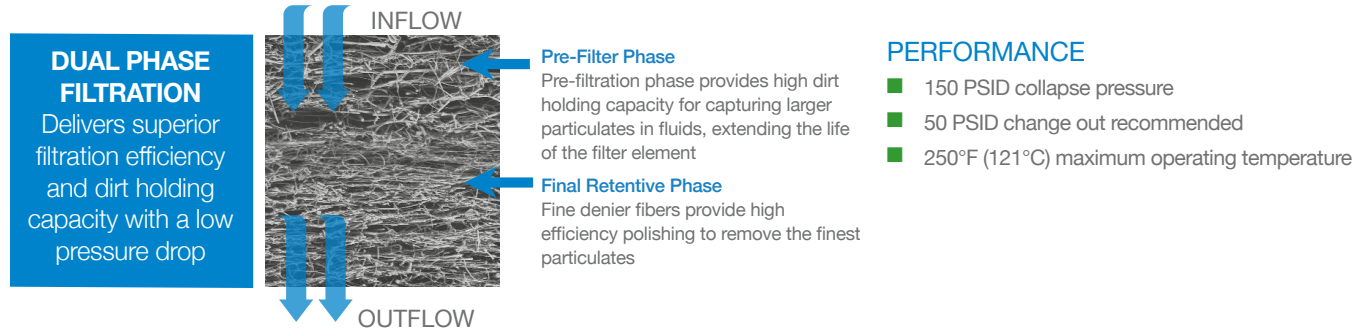 INFLOW
DUAL PHASE
FILTRATION
Delivers superior
filtration efficiency
and dirt holding
capacity with a low
pressure drop
Pre-Filter Phase
Pre-filtration phase provides high dirt
holding capacity for capturing larger
particulates in fluids, extending the life
of the filter element
Final Retentive Phase
Fine denier fibers provide high
efficiency polishing to remove the finest
particulates
OUTFLOW
PERFORMANCE
150 PSID collapse pressure
50 PSID change out recommended
250°F (121°C) maximum operating temperature